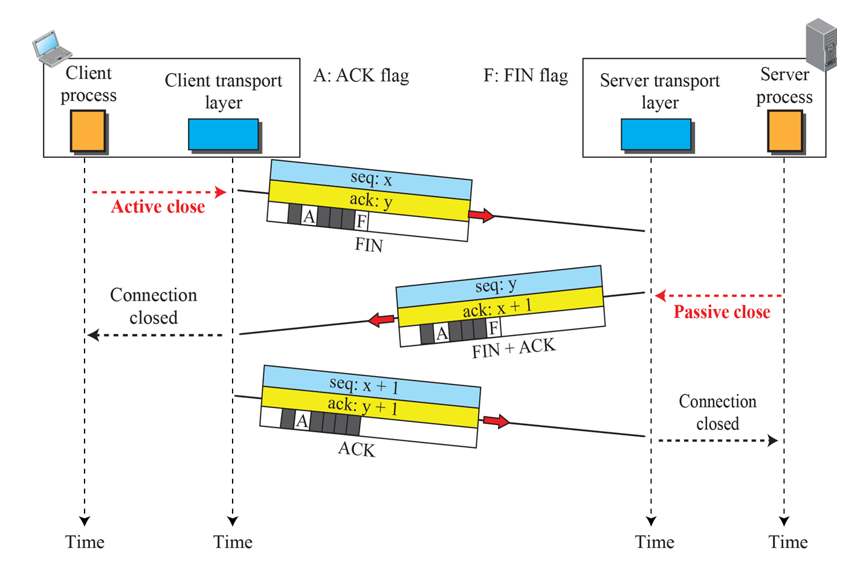 Client
process
Client transport
layer
A: ACK flag
F: FIN flag
Server transport
layer
Server
process
Active close
seq: x
ack: y
A
F
FIN
Connection
closed
seq: y
ack: x + 1
A
F
FIN + ACK
Passive close
seq: x + 1
ack: y + 1
A
ACK
Connection
closed
Time
Time
Time
Time